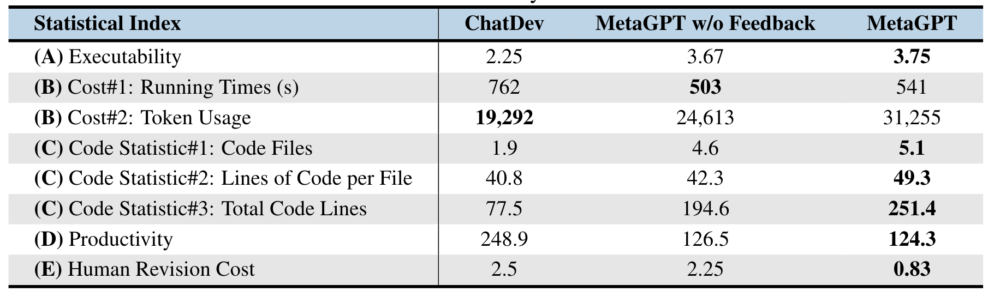 Statistical Index ChatDev MetaGPT w/o Feedback MetaGPT
(A) Executability 2.25 3.67 3.75
(B) Cost#1: Running Times (s) 762 503 541
(B) Cost#2: Token Usage 19,292 24,613 31,255
(C) Code Statistic#1: Code Files 1.9 4.6 5.1
(C) Code Statistic#2: Lines of Code per File 40.8 42.3 49.3
(C) Code Statistic#3: Total Code Lines 77.5 194.6 251.4
(D) Productivity 248.9 126.5 124.3
(E) Human Revision Cost 2.5 2.25 0.83